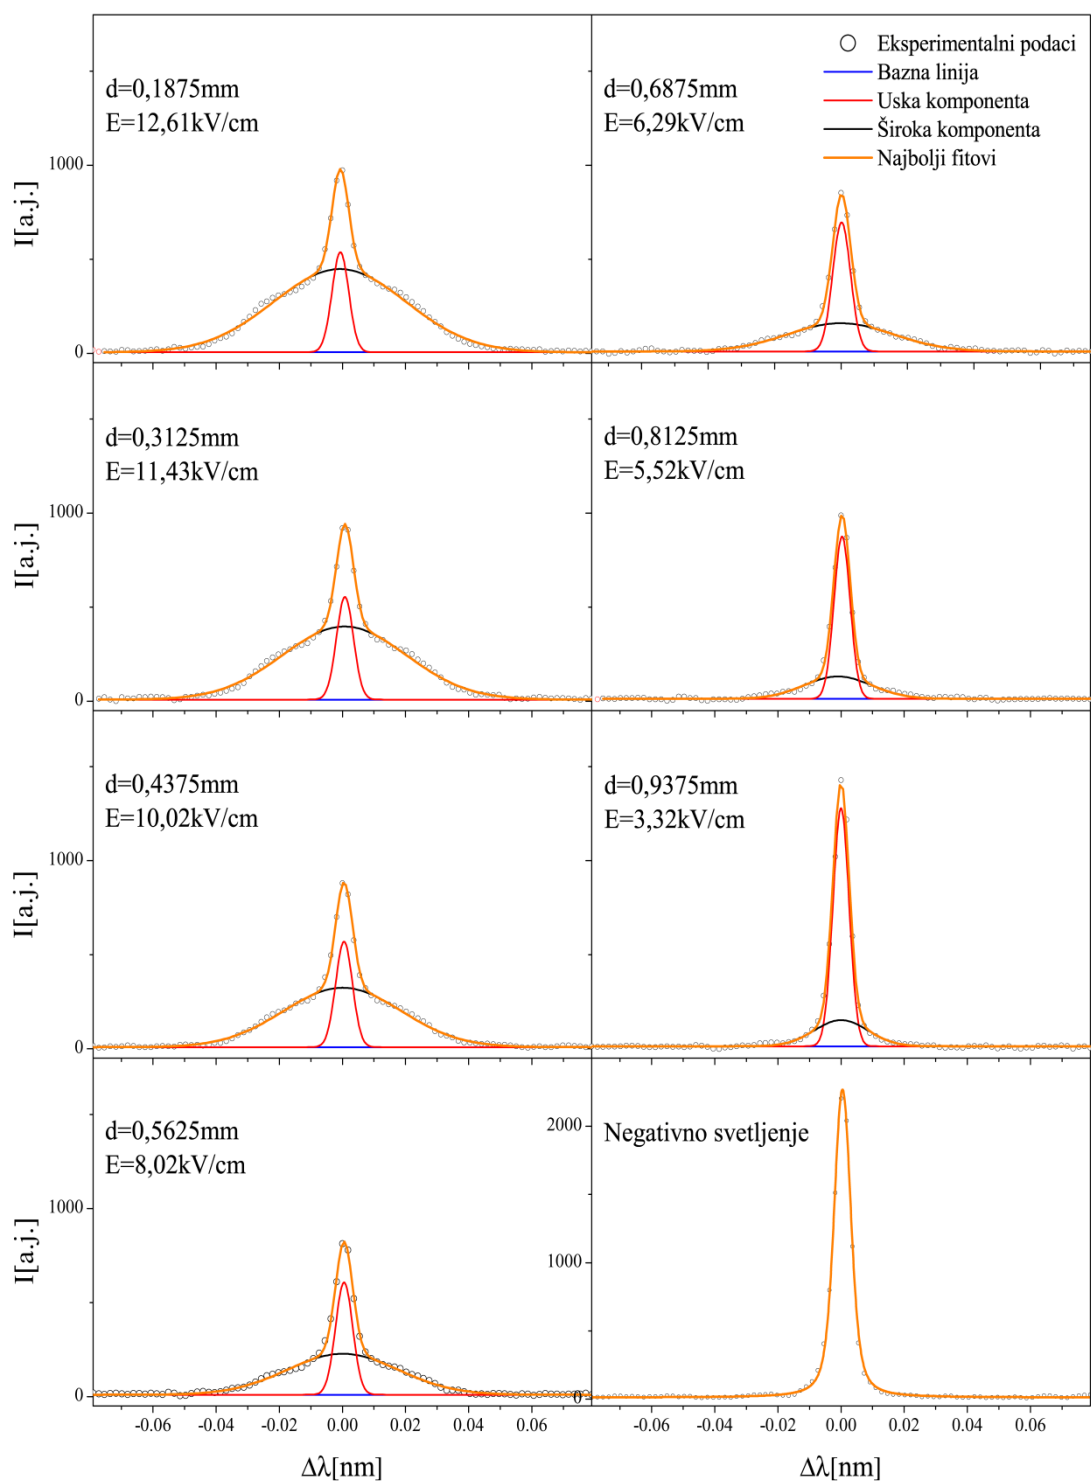 d=0,1875mm
E=12,61kV/cm
1000
0
I[a.j.]
d=0,6875mm
E=6,29kV/cm
Eksperimentalni podaci
Bazna linija
Uska komponenta
Široka komponenta
Najbolji fitovi
d=0,3125mm
E=11,43kV/cm
1000
0
I[a.j.]
d=0,8125mm
E=5,52kV/cm
d=0,4375mm
E=10,02kV/cm
1000
0
I[a.j.]
d=0,9375mm
E=3,32kV/cm
d=0,5625mm
E=8,02kV/cm
1000
0
I[a.j.]
-0.06 -0.04 -0.02 0.00 0.02 0.04 0.06
Δλ[nm]
Negativno svetljenje
2000
1000
0
-0.06 -0.04 -0.02 0.00 0.02 0.04 0.06
Δλ[nm]